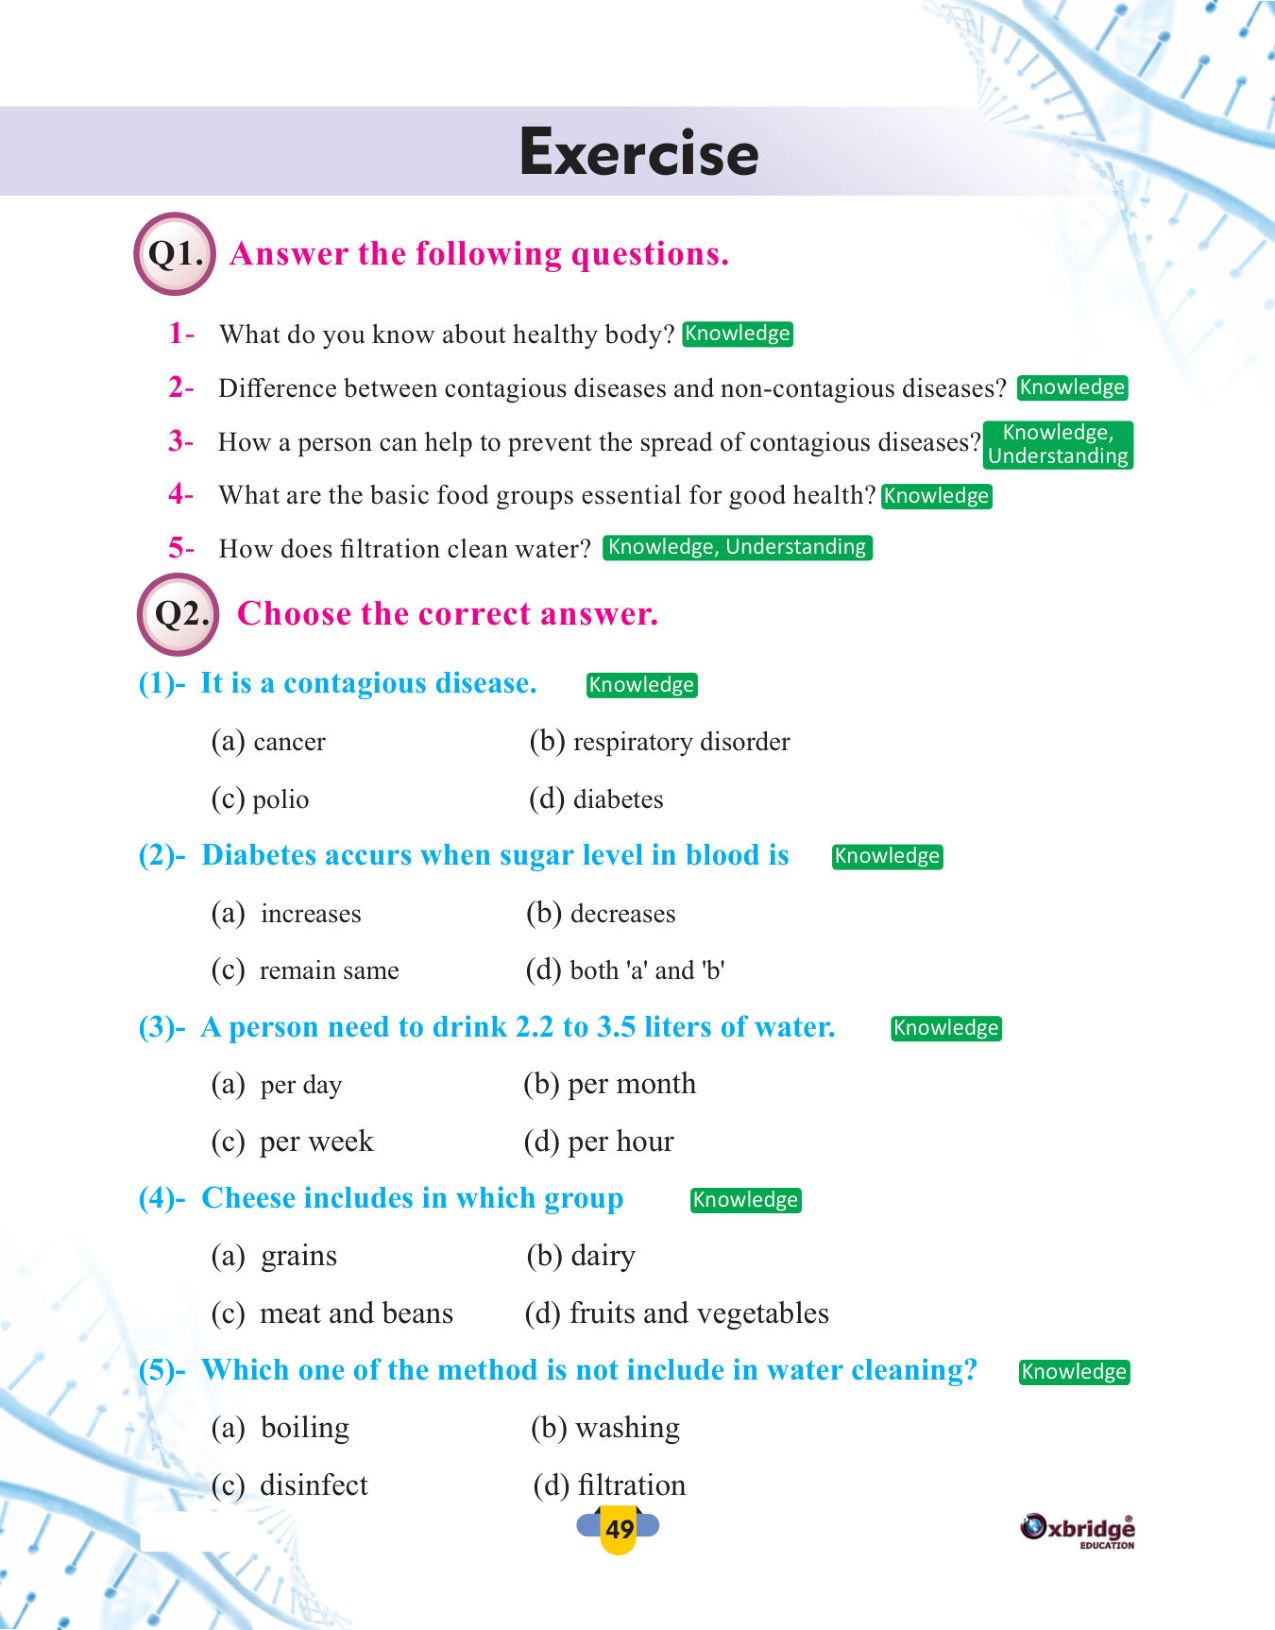 Exercise
Q1. Answer the following questions.
1- What do you know about healthy body? Knowledge
2- Difference between contagious diseases and non-contagious diseases? Knowledge
3- How a person can help to prevent the spread of contagious diseases? Knowledge, Understanding
4- What are the basic food groups essential for good health? Knowledge
5- How does filtration clean water? Knowledge, Understanding
Q2. Choose the correct answer.
(1)- It is a contagious disease. Knowledge
(a) cancer (b) respiratory disorder
(c) polio (d) diabetes
(2)- Diabetes accurs when sugar level in blood is Knowledge
(a) increases (b) decreases
(c) remain same (d) both 'a' and 'b'
(3)- A person need to drink 2.2 to 3.5 liters of water. Knowledge
(a) per day (b) per month
(c) per week (d) per hour
(4)- Cheese includes in which group Knowledge
(a) grains (b) dairy
(c) meat and beans (d) fruits and vegetables
(5)- Which one of the method is not include in water cleaning? Knowledge
(a) boiling (b) washing
(c) disinfect (d) filtration
49
Oxbridge®
EDUCATION